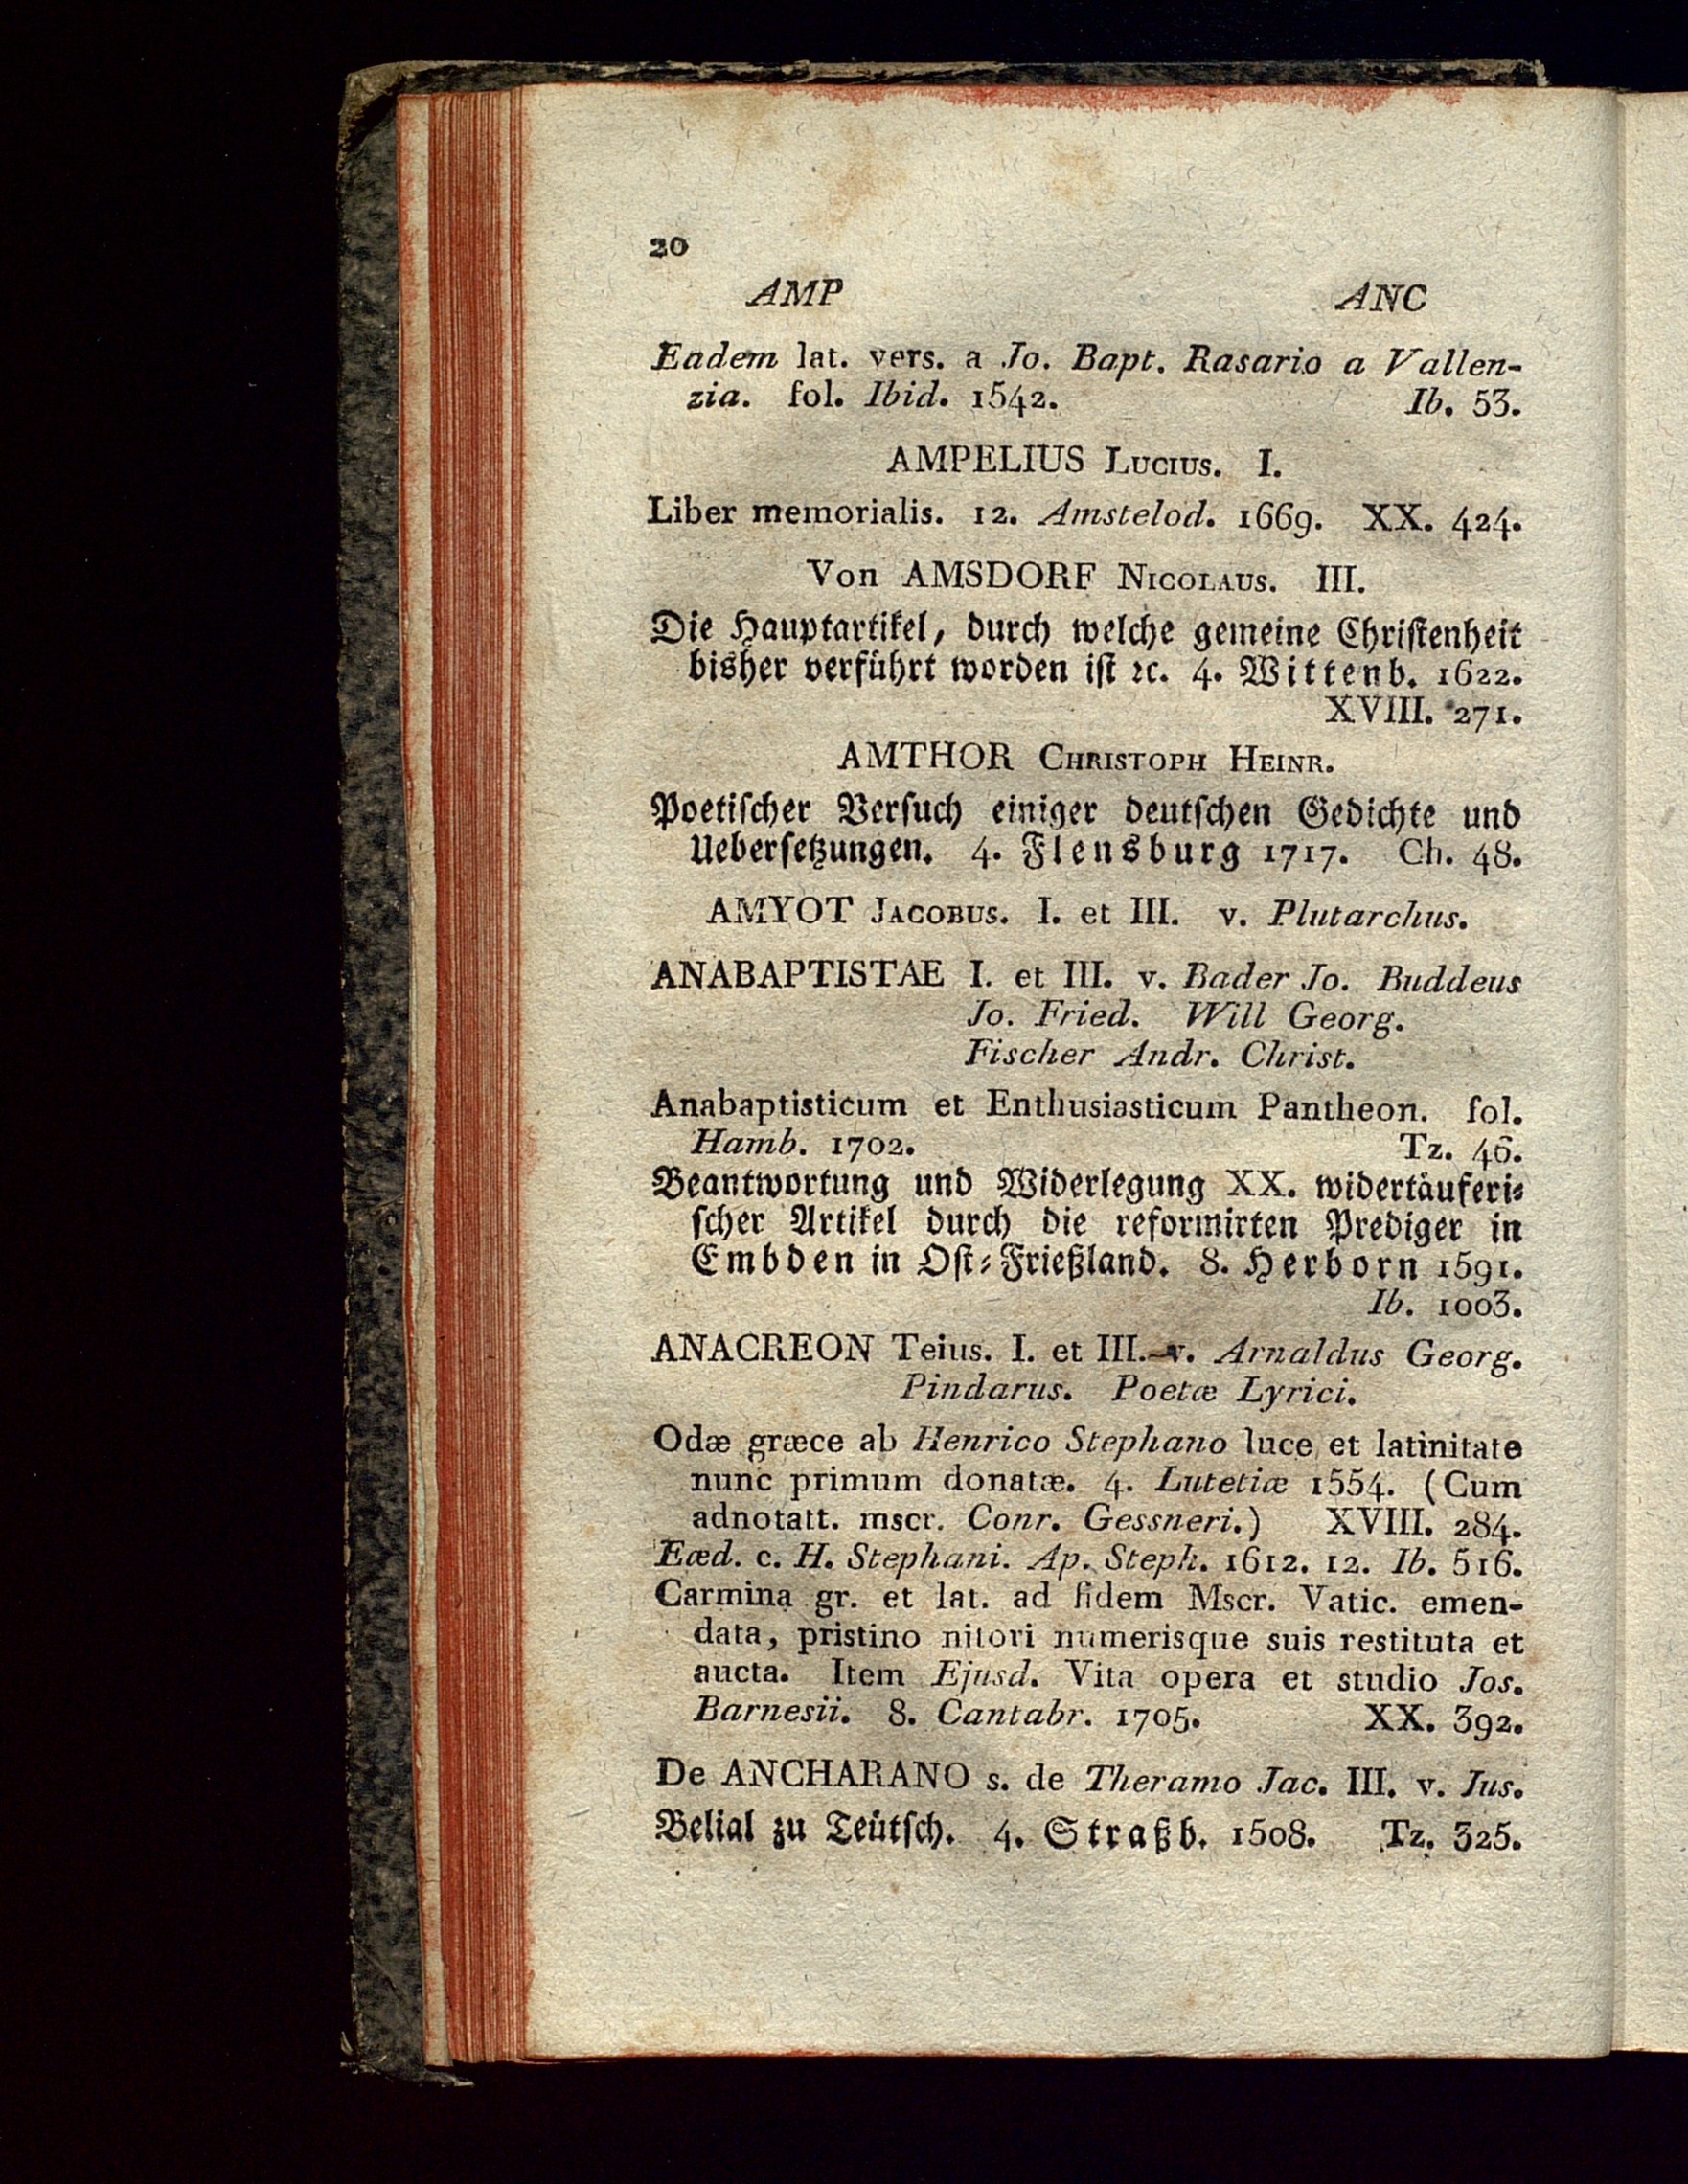 20
AMP ANC
Eadem lat. vers. a Jo. Bapt. Rasario a Vallen-
zia. fol. Ibid. 1542. Ib. 53.
AMPELIUS Lucius. I.
Liber memorialis. 12. Amstelod. 1669. XX. 424.
Von AMSDORF Nicolaus. III.
Die Hauptartikel, durch welche gemeine Chriſtenheit
bisher verführt worden iſt ꝛc. 4. Wittenb. 1622.
XVIII. 271.
AMTHOR Christoph Heinr.
Poetiſcher Verſuch einiger deutſchen Gedichte und
Ueberſetzungen. 4. Flensburg 1717. Ch. 48.
AMYOT Jacobus. I. et III. v. Plutarchus.
ANABAPTISTAE I. et III. v. Bader Jo. Buddeus
Jo. Fried. Will Georg.
Fischer Andr. Christ.
Anabaptisticum et Enthusiasticum Pantheon. fol.
Hamb. 1702. Tz. 46.
Beantwortung und Widerlegung XX. widertäuferi⸗
ſcher Artikel durch die reformirten Prediger in
Embden in Oſt⸗Frießland. 8. Herborn 1591.
Ib. 1003.
ANACREON Teius. I. et III. v. Arnaldus Georg.
Pindarus. Poetæ Lyrici.
Odæ græce ab Henrico Stephano luce et latinitate
nunc primum donatæ. 4. Lutetiæ 1554. (Cum
adnotatt. mscr. Conr. Gessneri.) XVIII. 284.
Eæd. c. H. Stephani. Ap. Steph. 1612. 12. Ib. 516.
Carmina gr. et lat. ad fidem Mscr. Vatic. emen-
data, pristino nitori numerisque suis restituta et
aucta. Item Ejusd. Vita opera et studio Jos.
Barnesii. 8. Cantabr. 1705. XX. 392.
De ANCHARANO s. de Theramo Jac. III. v. Jus.
Belial zu Teütſch. 4. Straßb. 1508. Tz. 325.